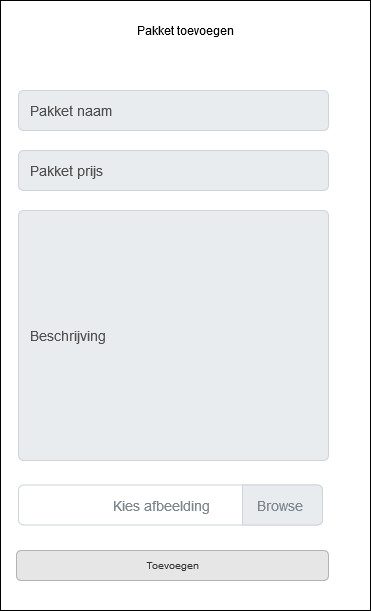 Pakket toevoegen
Pakket naam
Pakket prijs
Beschrijving
Kies afbeelding Browse
Toevoegen